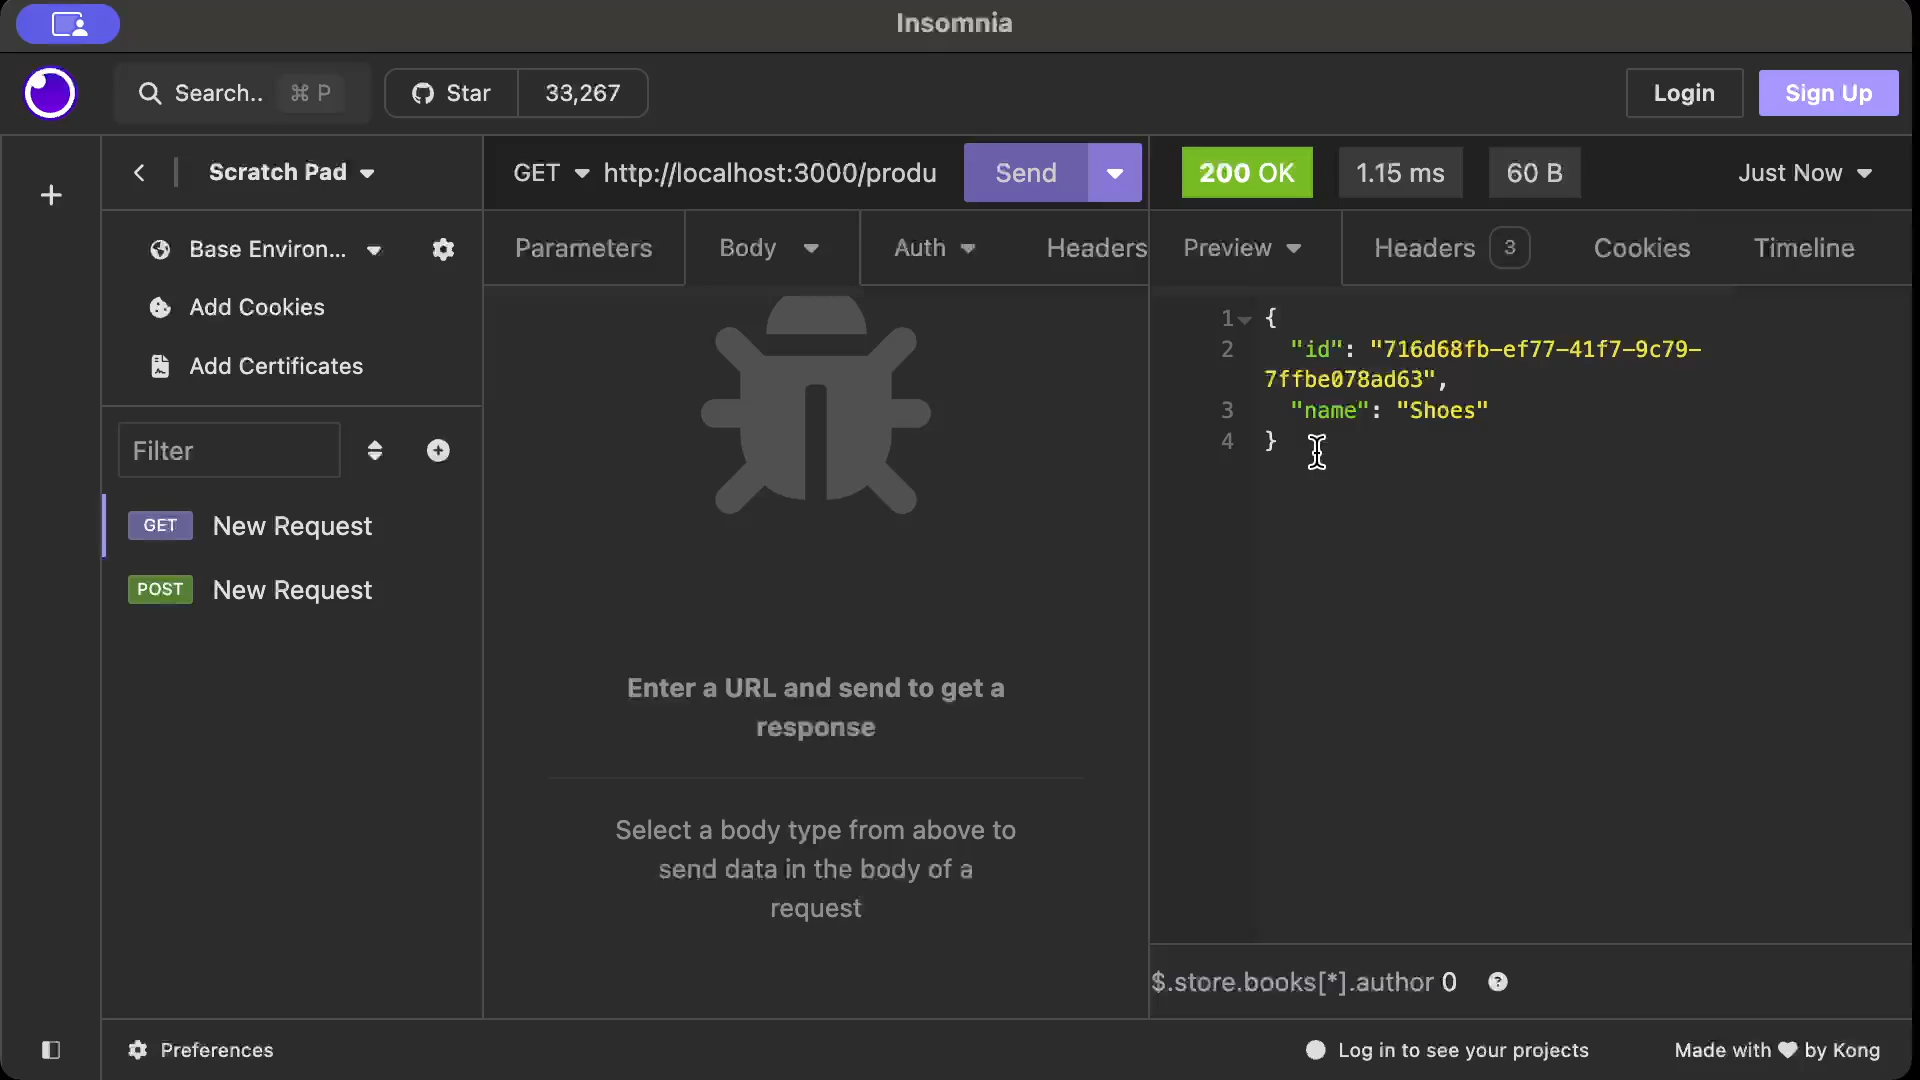 Insomnia
Search.. ⌘ P
Star 33,267
Login
Sign Up
Scratch Pad
GET http://localhost:3000/produ
Send
200 OK
1.15 ms
60 B
Just Now
Base Environ...
Add Cookies
Add Certificates
Parameters
Body
Auth
Headers
Preview
Headers 3
Cookies
Timeline
Filter
GET New Request
POST New Request
Enter a URL and send to get a
response
Select a body type from above to
send data in the body of a
request
1 {
2 "id": "716d68fb-ef77-41f7-9c79-
7ffbe078ad63",
3 "name": "Shoes"
4 }
$.store.books[*].author 0
Preferences
Log in to see your projects
Made with ♥ by Kong